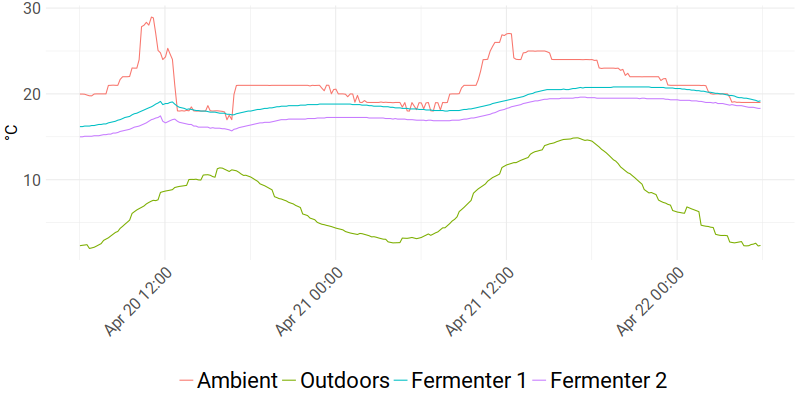 30
20
10
°C
Apr 20 12:00
Apr 21 00:00
Apr 21 12:00
Apr 22 00:00
Ambient Outdoors Fermenter 1 Fermenter 2